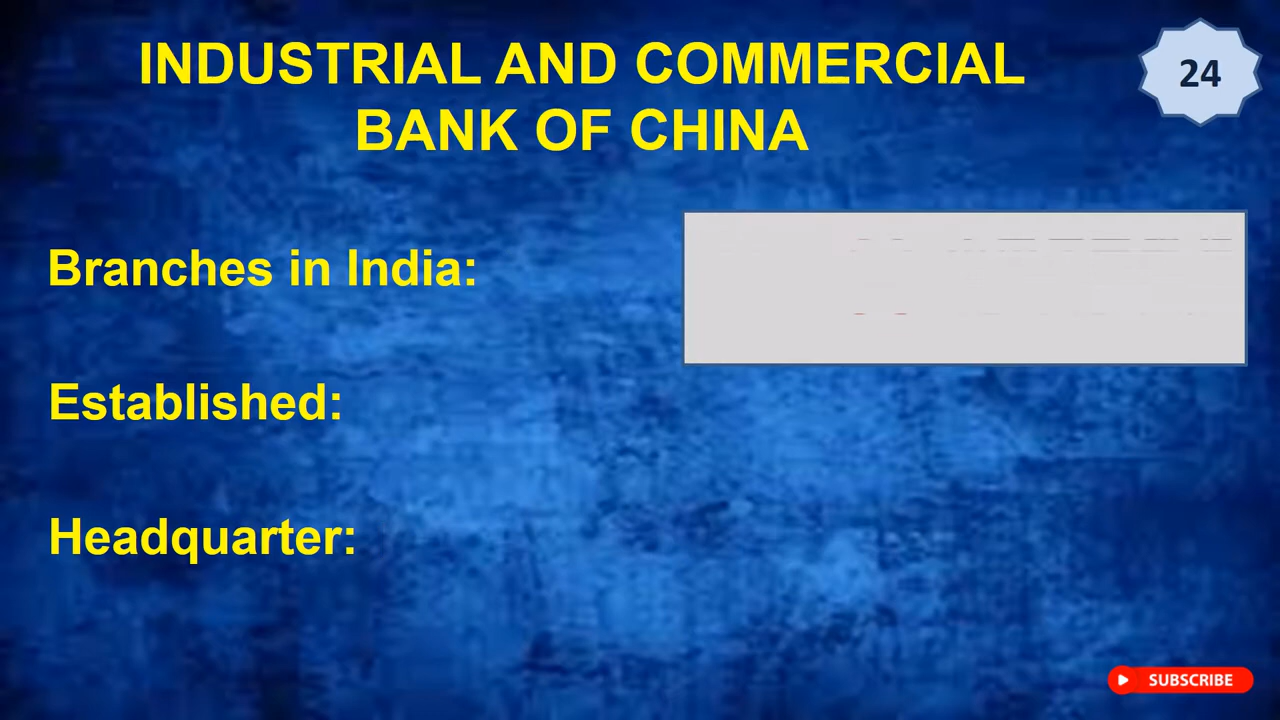 INDUSTRIAL AND COMMERCIAL
BANK OF CHINA
24
Branches in India:
Established:
Headquarter:
SUBSCRIBE